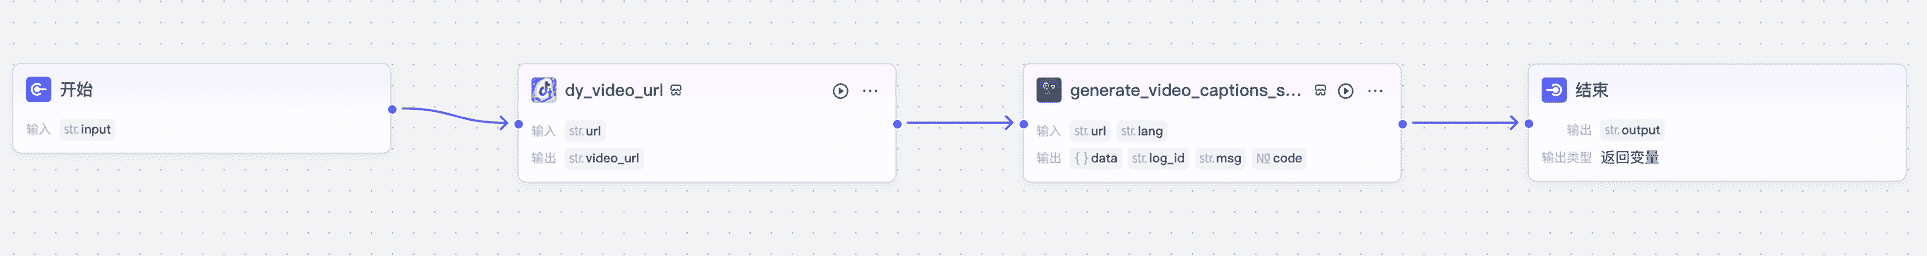 开始
输入 str. input
dy_video_url
输入 str. url
输出 str. video_url
generate_video_captions_s...
输入 str. url str. lang
输出 { } data str. log_id str. msg № code
结束
输出 str. output
输出类型 返回变量